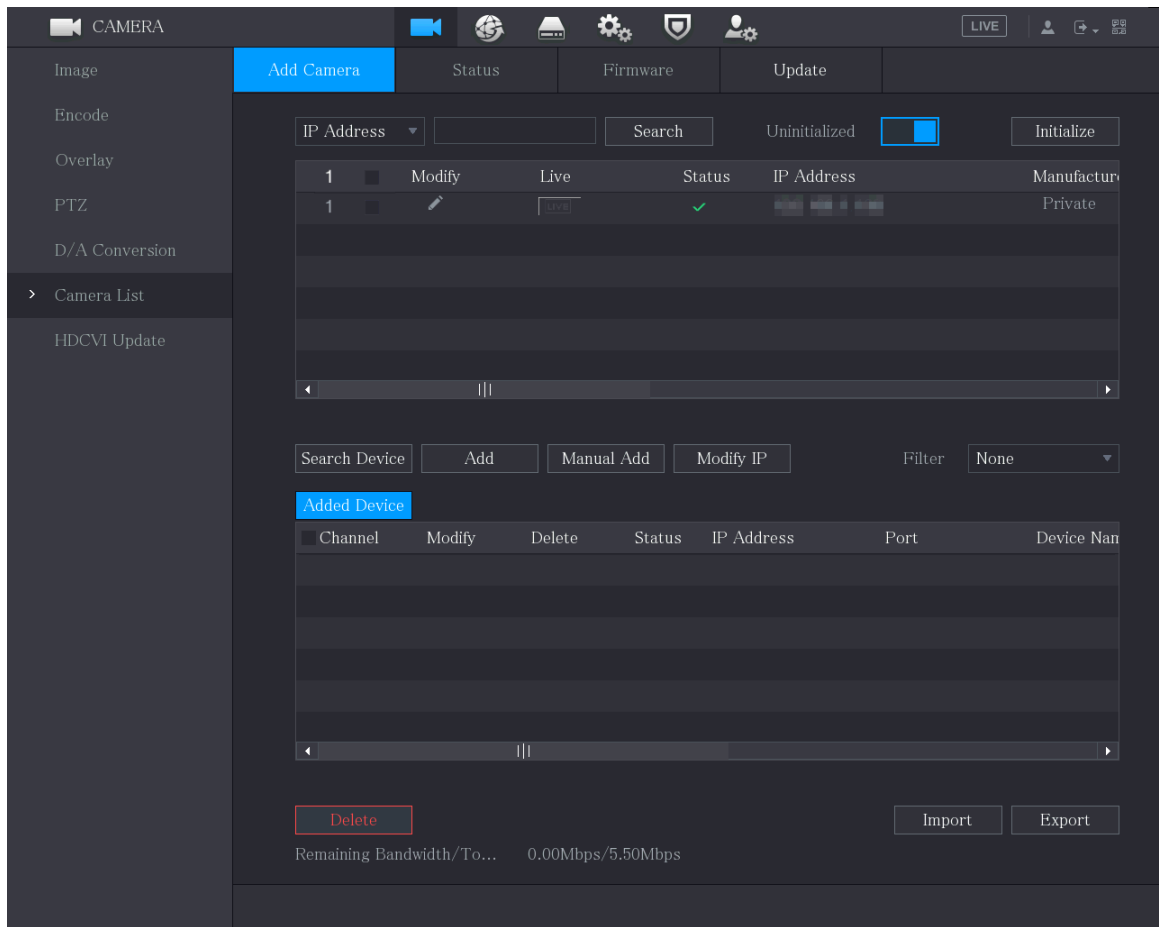 CAMERA LIVE
Image
Encode
Overlay
PTZ
D/A Conversion
Camera List
HDCVI Update
Add Camera Status Firmware Update
IP Address Search Uninitialized Initialize
1 Modify Live Status IP Address Manufacture
1 LIVE Private
Search Device Add Manual Add Modify IP Filter None
Added Device
Channel Modify Delete Status IP Address Port Device Nam
Delete Import Export
Remaining Bandwidth/To... 0.00Mbps/5.50Mbps